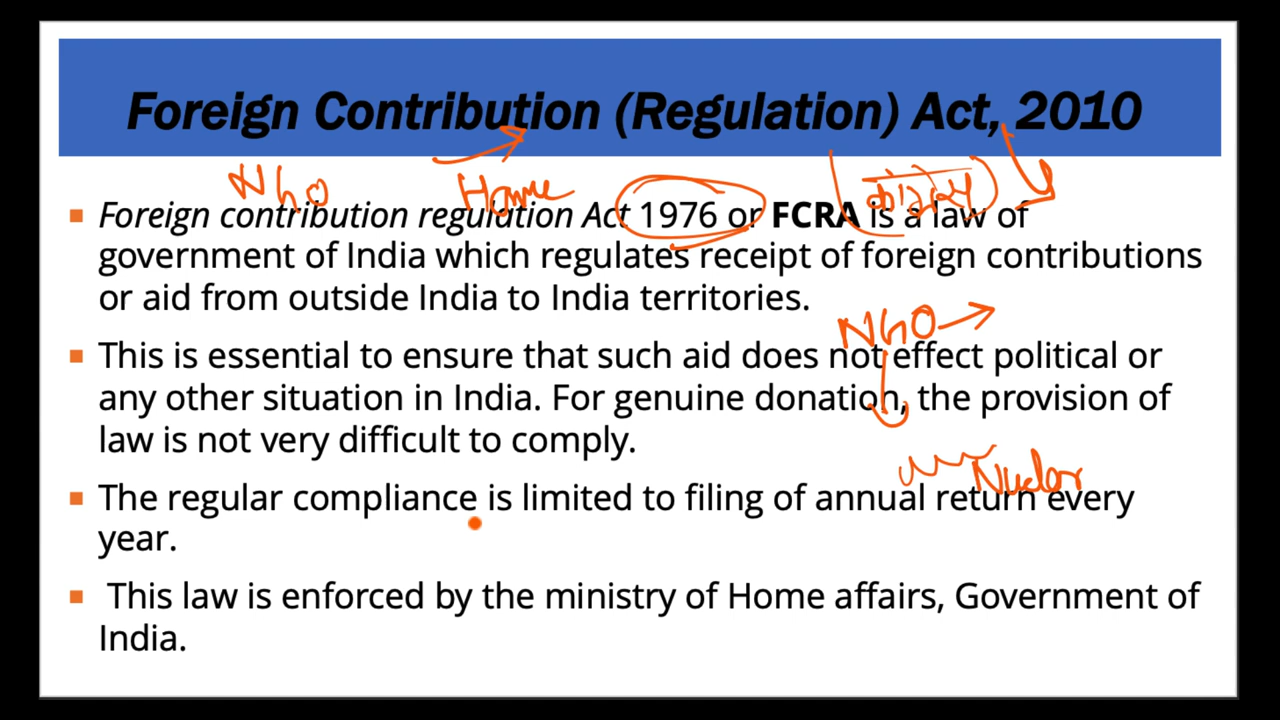 Foreign Contribution (Regulation) Act, 2010
NGO
Home
Foreign contribution regulation Act 1976 or FCRA is a law of
government of India which regulates receipt of foreign contributions
or aid from outside India to India territories.
NGO
This is essential to ensure that such aid does not effect political or
any other situation in India. For genuine donation, the provision of
law is not very difficult to comply.
The regular compliance is limited to filing of annual return every
year.
This law is enforced by the ministry of Home affairs, Government of
India.